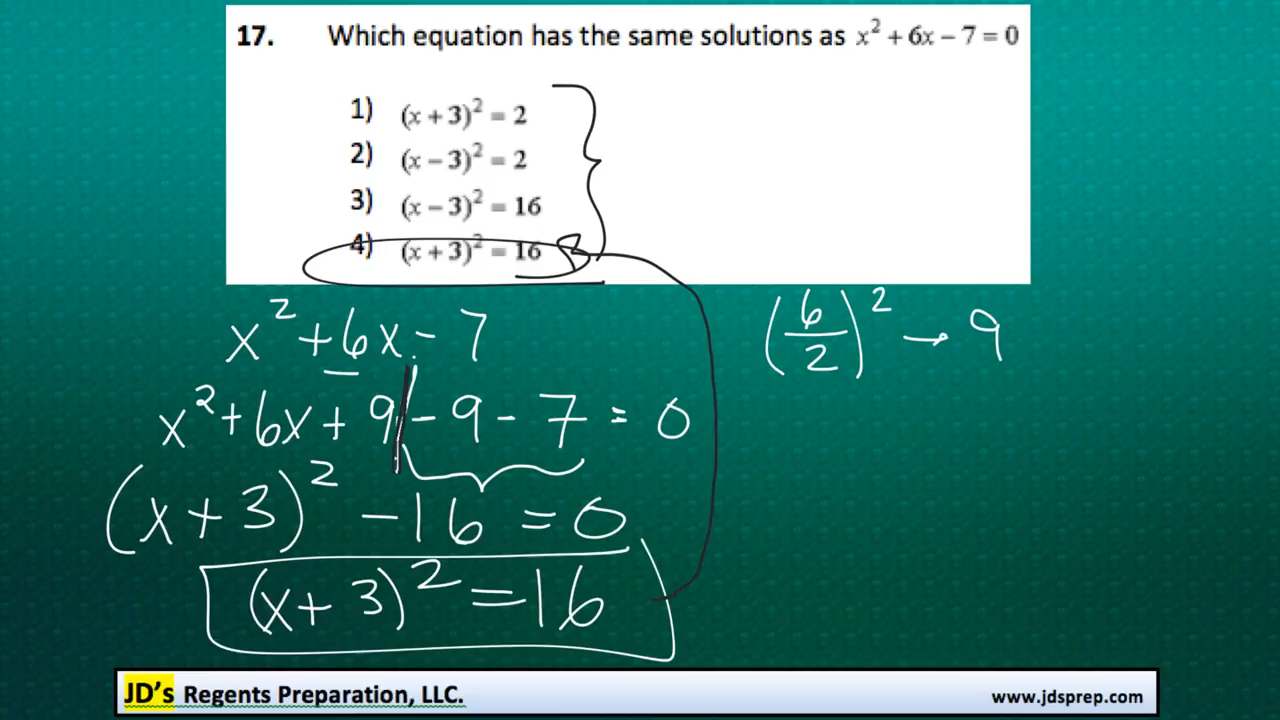 17. Which equation has the same solutions as x² + 6x − 7 = 0
1) (x + 3)² = 2
2) (x − 3)² = 2
3) (x − 3)² = 16
4) (x + 3)² = 16
x² + 6x − 7
(6/2)² → 9
x² + 6x + 9 | − 9 − 7 = 0
(x + 3)² − 16 = 0
(x + 3)² = 16
JD's Regents Preparation, LLC.
www.jdsprep.com